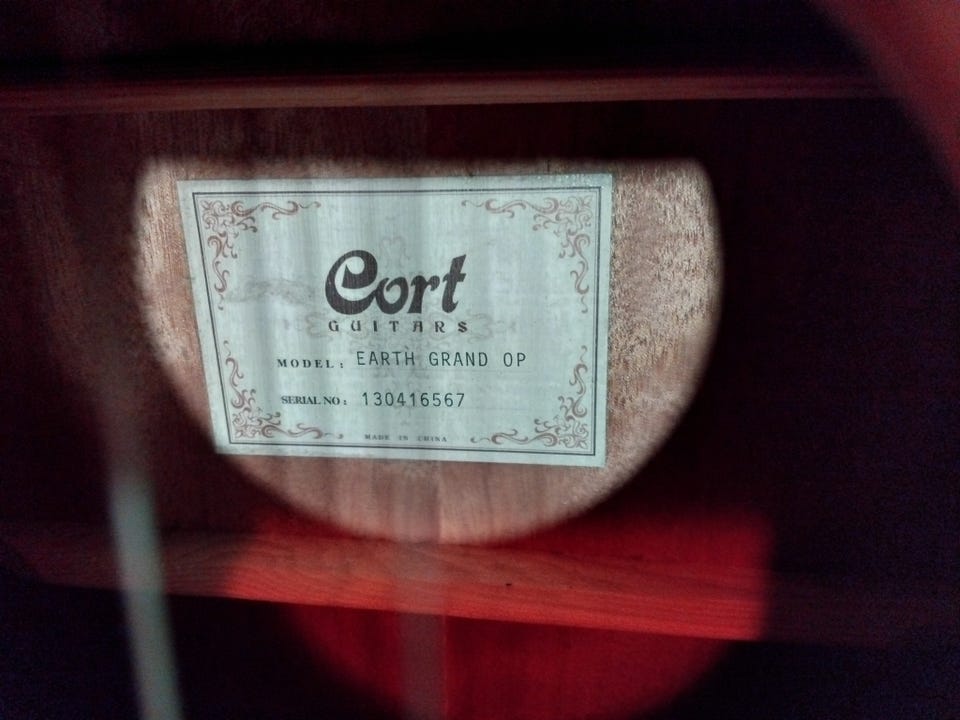 Cort
GUITARS
MODEL: EARTH GRAND OP
SERIAL NO: 130416567
MADE IN CHINA